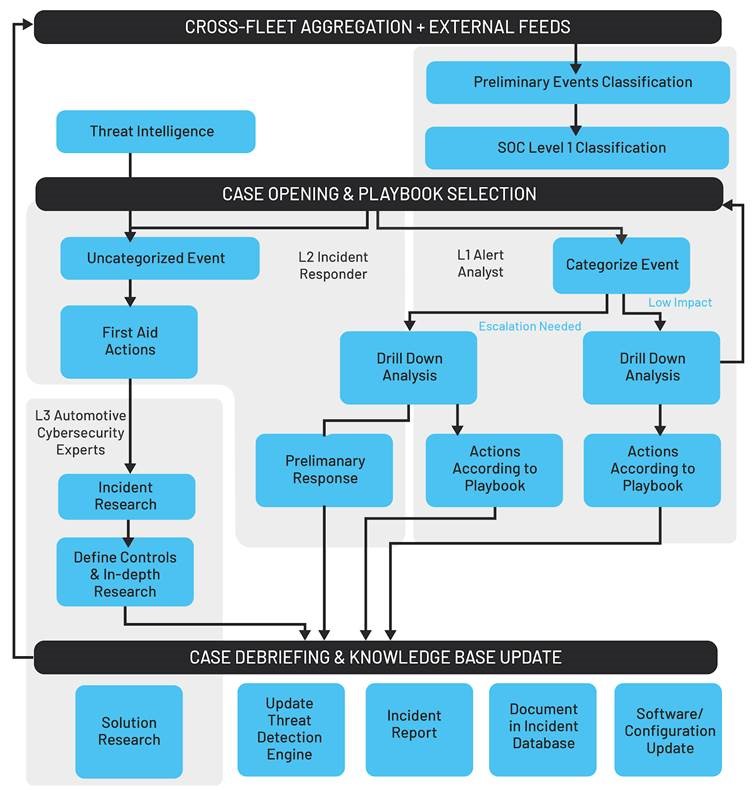 CROSS-FLEET AGGREGATION + EXTERNAL FEEDS
Preliminary Events Classification
Threat Intelligence
SOC Level 1 Classification
CASE OPENING & PLAYBOOK SELECTION
Uncategorized Event
L2 Incident
Responder
L1 Alert
Analyst
Categorize Event
Low Impact
Escalation Needed
First Aid
Actions
Drill Down
Analysis
Drill Down
Analysis
L3 Automotive
Cybersecurity
Experts
Prelimanary
Response
Actions
According to
Playbook
Actions
According to
Playbook
Incident
Research
Define Controls
& In-depth
Research
CASE DEBRIEFING & KNOWLEDGE BASE UPDATE
Solution
Research
Update
Threat
Detection
Engine
Incident
Report
Document
in Incident
Database
Software/
Configuration
Update